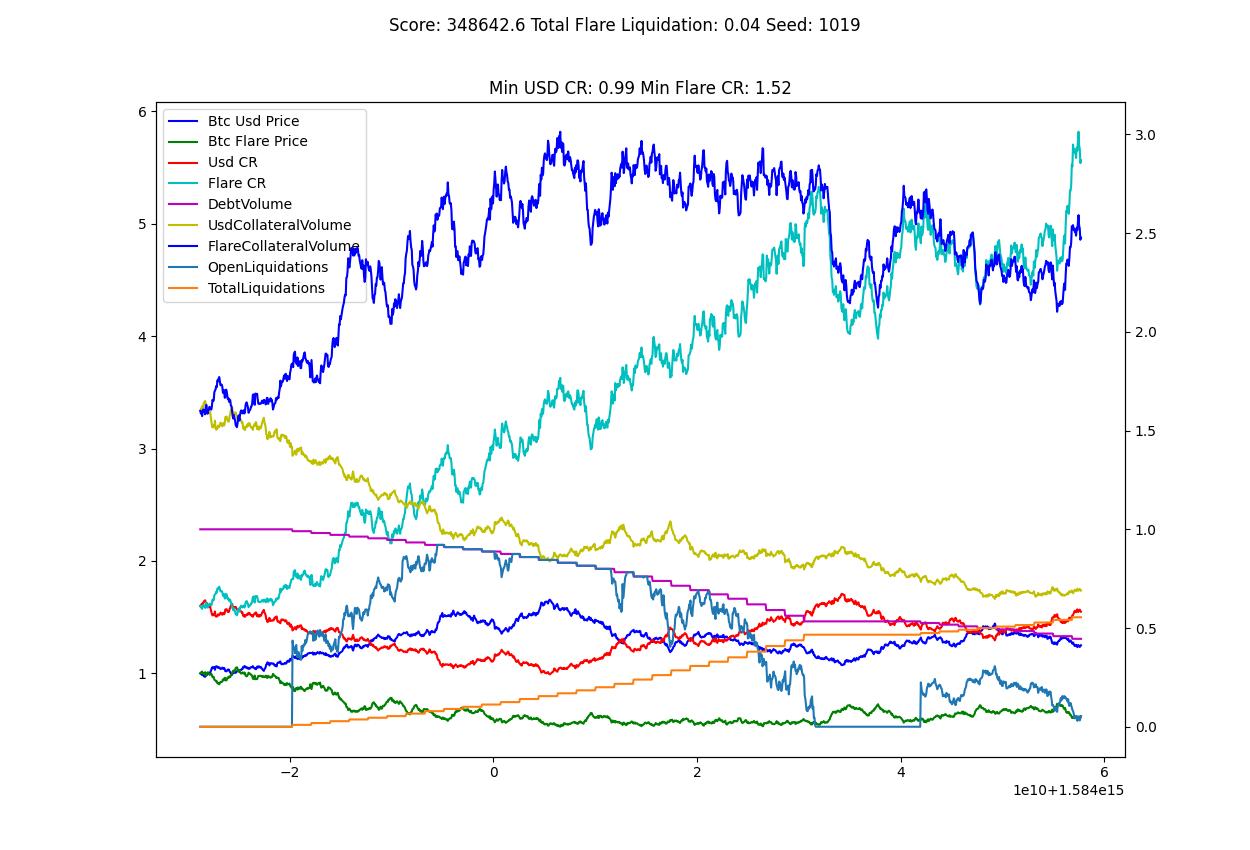 Score: 348642.6 Total Flare Liquidation: 0.04 Seed: 1019
Min USD CR: 0.99 Min Flare CR: 1.52
Btc Usd Price
Btc Flare Price
Usd CR
Flare CR
DebtVolume
UsdCollateralVolume
FlareCollateralVolume
OpenLiquidations
TotalLiquidations
6
5
4
3
2
1
3.0
2.5
2.0
1.5
1.0
0.5
0.0
−2
0
2
4
6
1e10+1.584e15